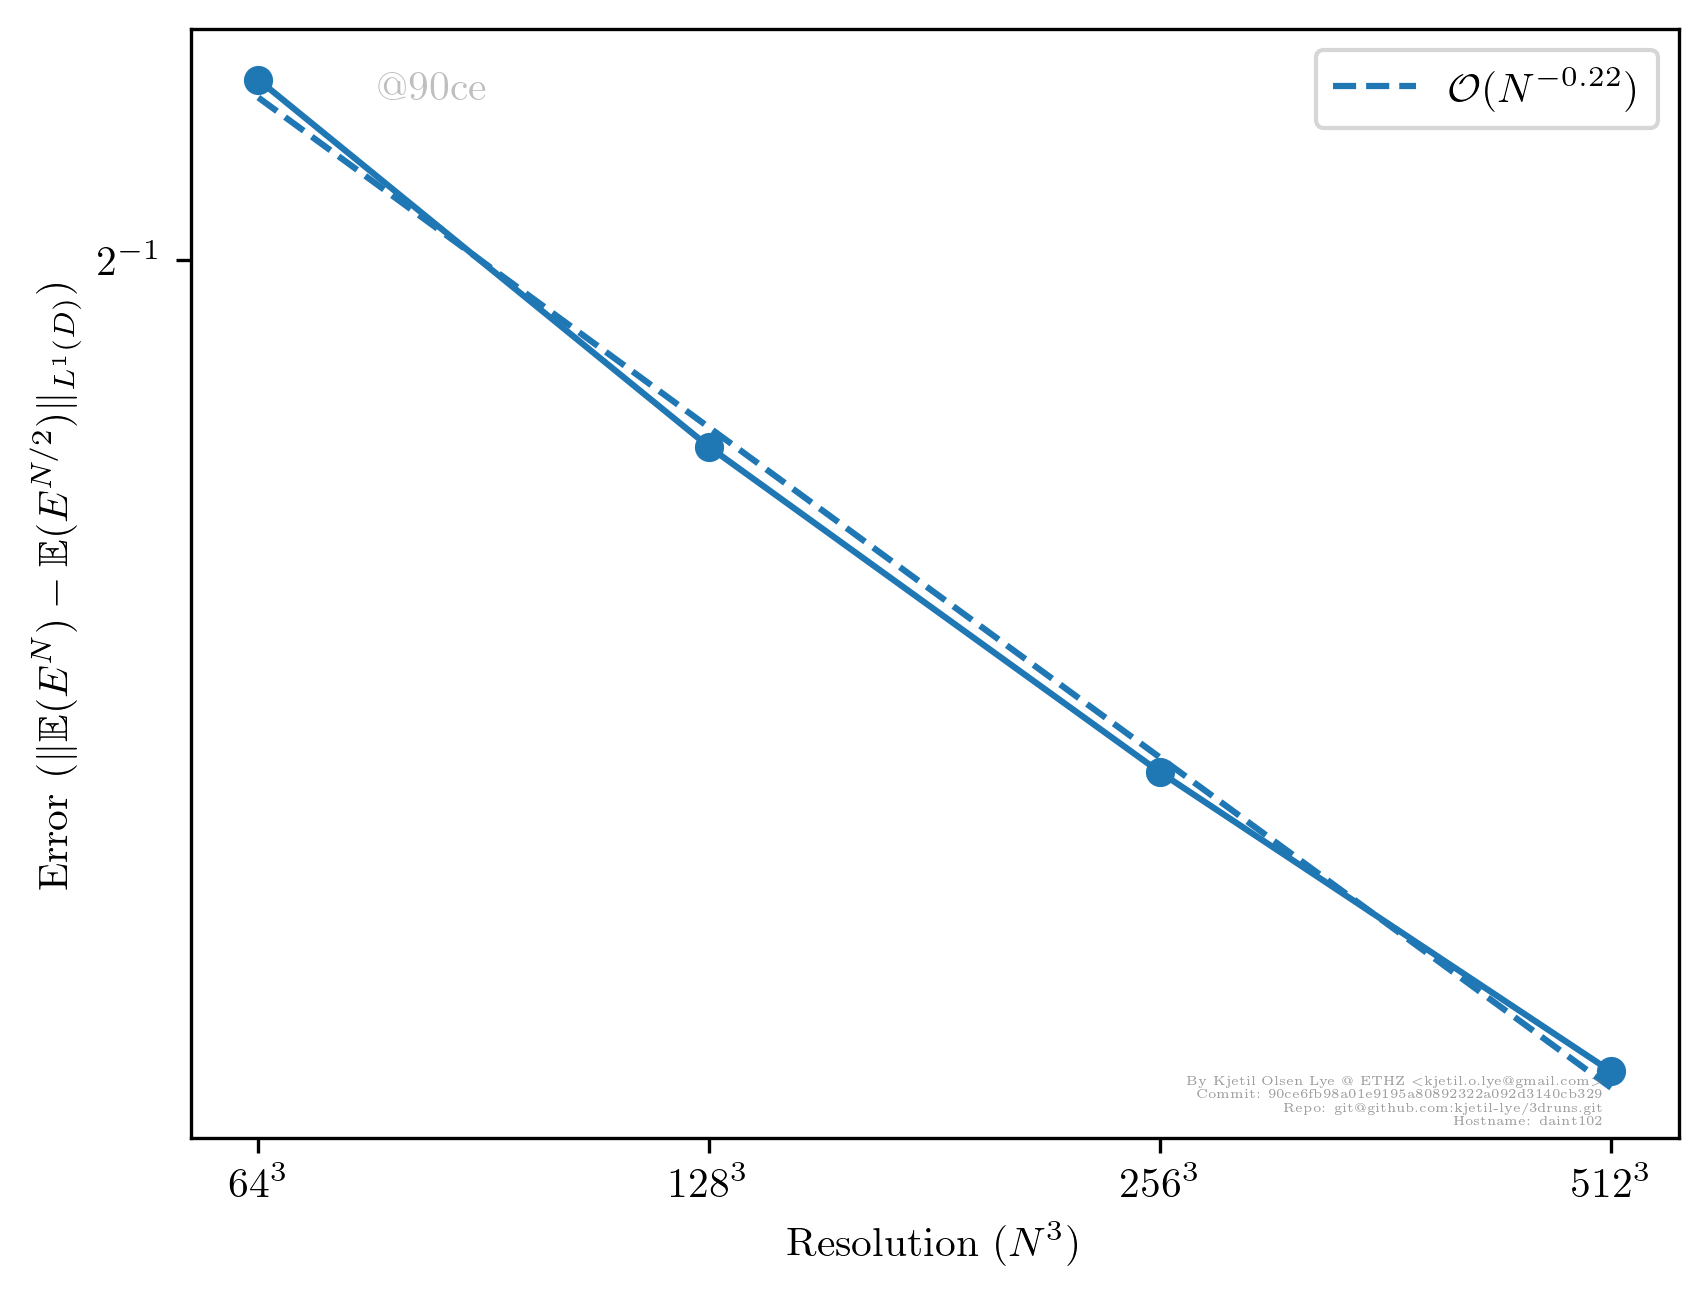 @90ce
𝒪(N^{-0.22})
2^{-1}
Error (‖𝔼(E^N) − 𝔼(E^{N/2})‖_{L^1(D)})
By Kjetil Olsen Lye @ ETHZ <kjetil.o.lye@gmail.com>
Commit: 90ce6fb98a01e9195a80892322a092d3140cb329
Repo: git@github.com:kjetil-lye/3druns.git
Hostname: daint102
64^3 128^3 256^3 512^3
Resolution (N^3)